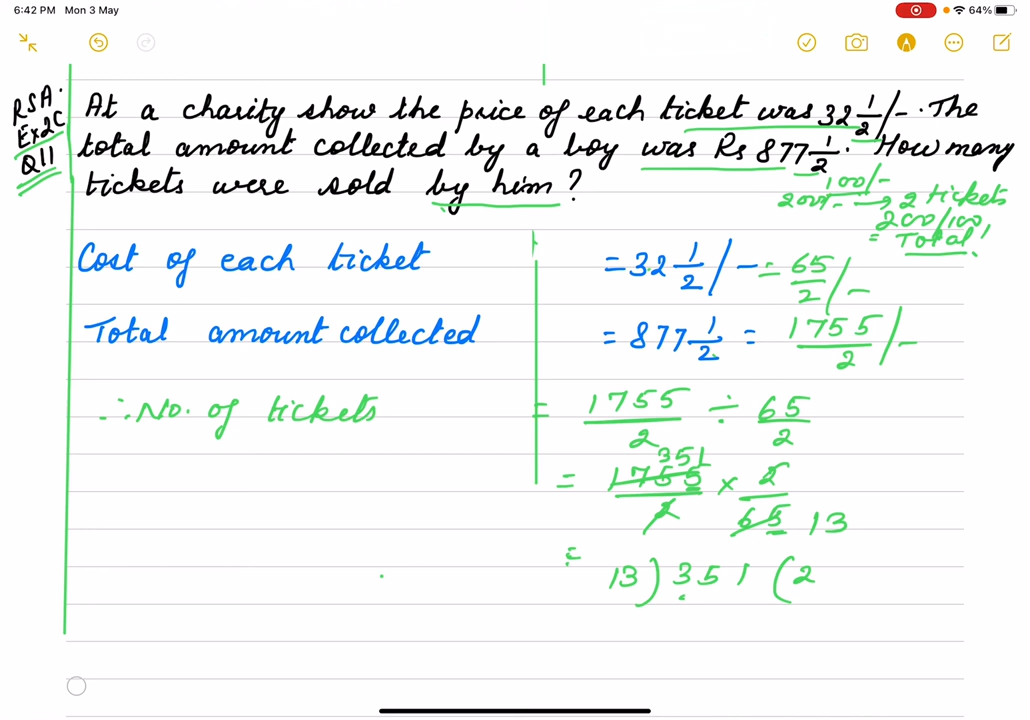 6:42 PM Mon 3 May
64%
RSA.
Ex2C
Q11
At a charity show the price of each ticket was 32 1/2 /-. The
total amount collected by a boy was Rs 877 1/2. How many
tickets were sold by him?
100/-
200/- → 2 tickets
200/100
= Total
Cost of each ticket = 32 1/2 /- = 65/2 /-
Total amount collected = 877 1/2 = 1755/2 /-
∴ No. of tickets = 1755/2 ÷ 65/2
351
= 1755/2 × 2/65 13
=
13 ) 351 ( 2